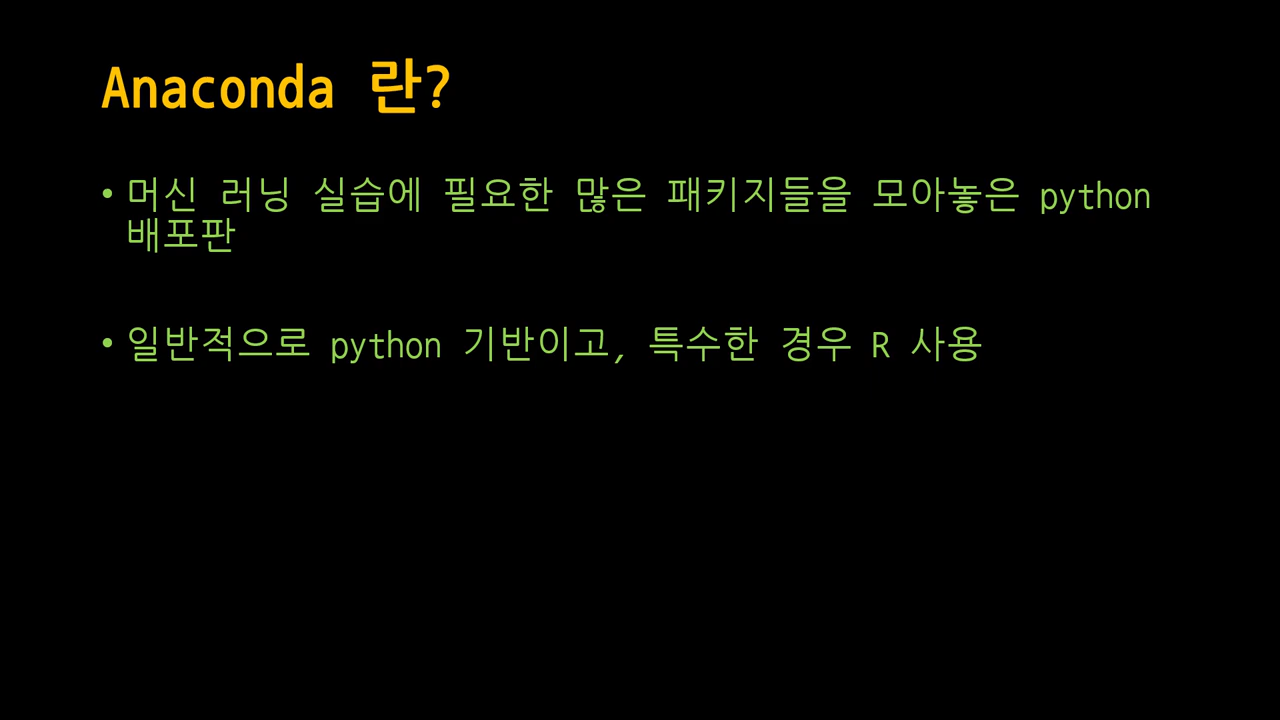 Anaconda 란?
• 머신 러닝 실습에 필요한 많은 패키지들을 모아놓은 python
배포판
• 일반적으로 python 기반이고, 특수한 경우 R 사용